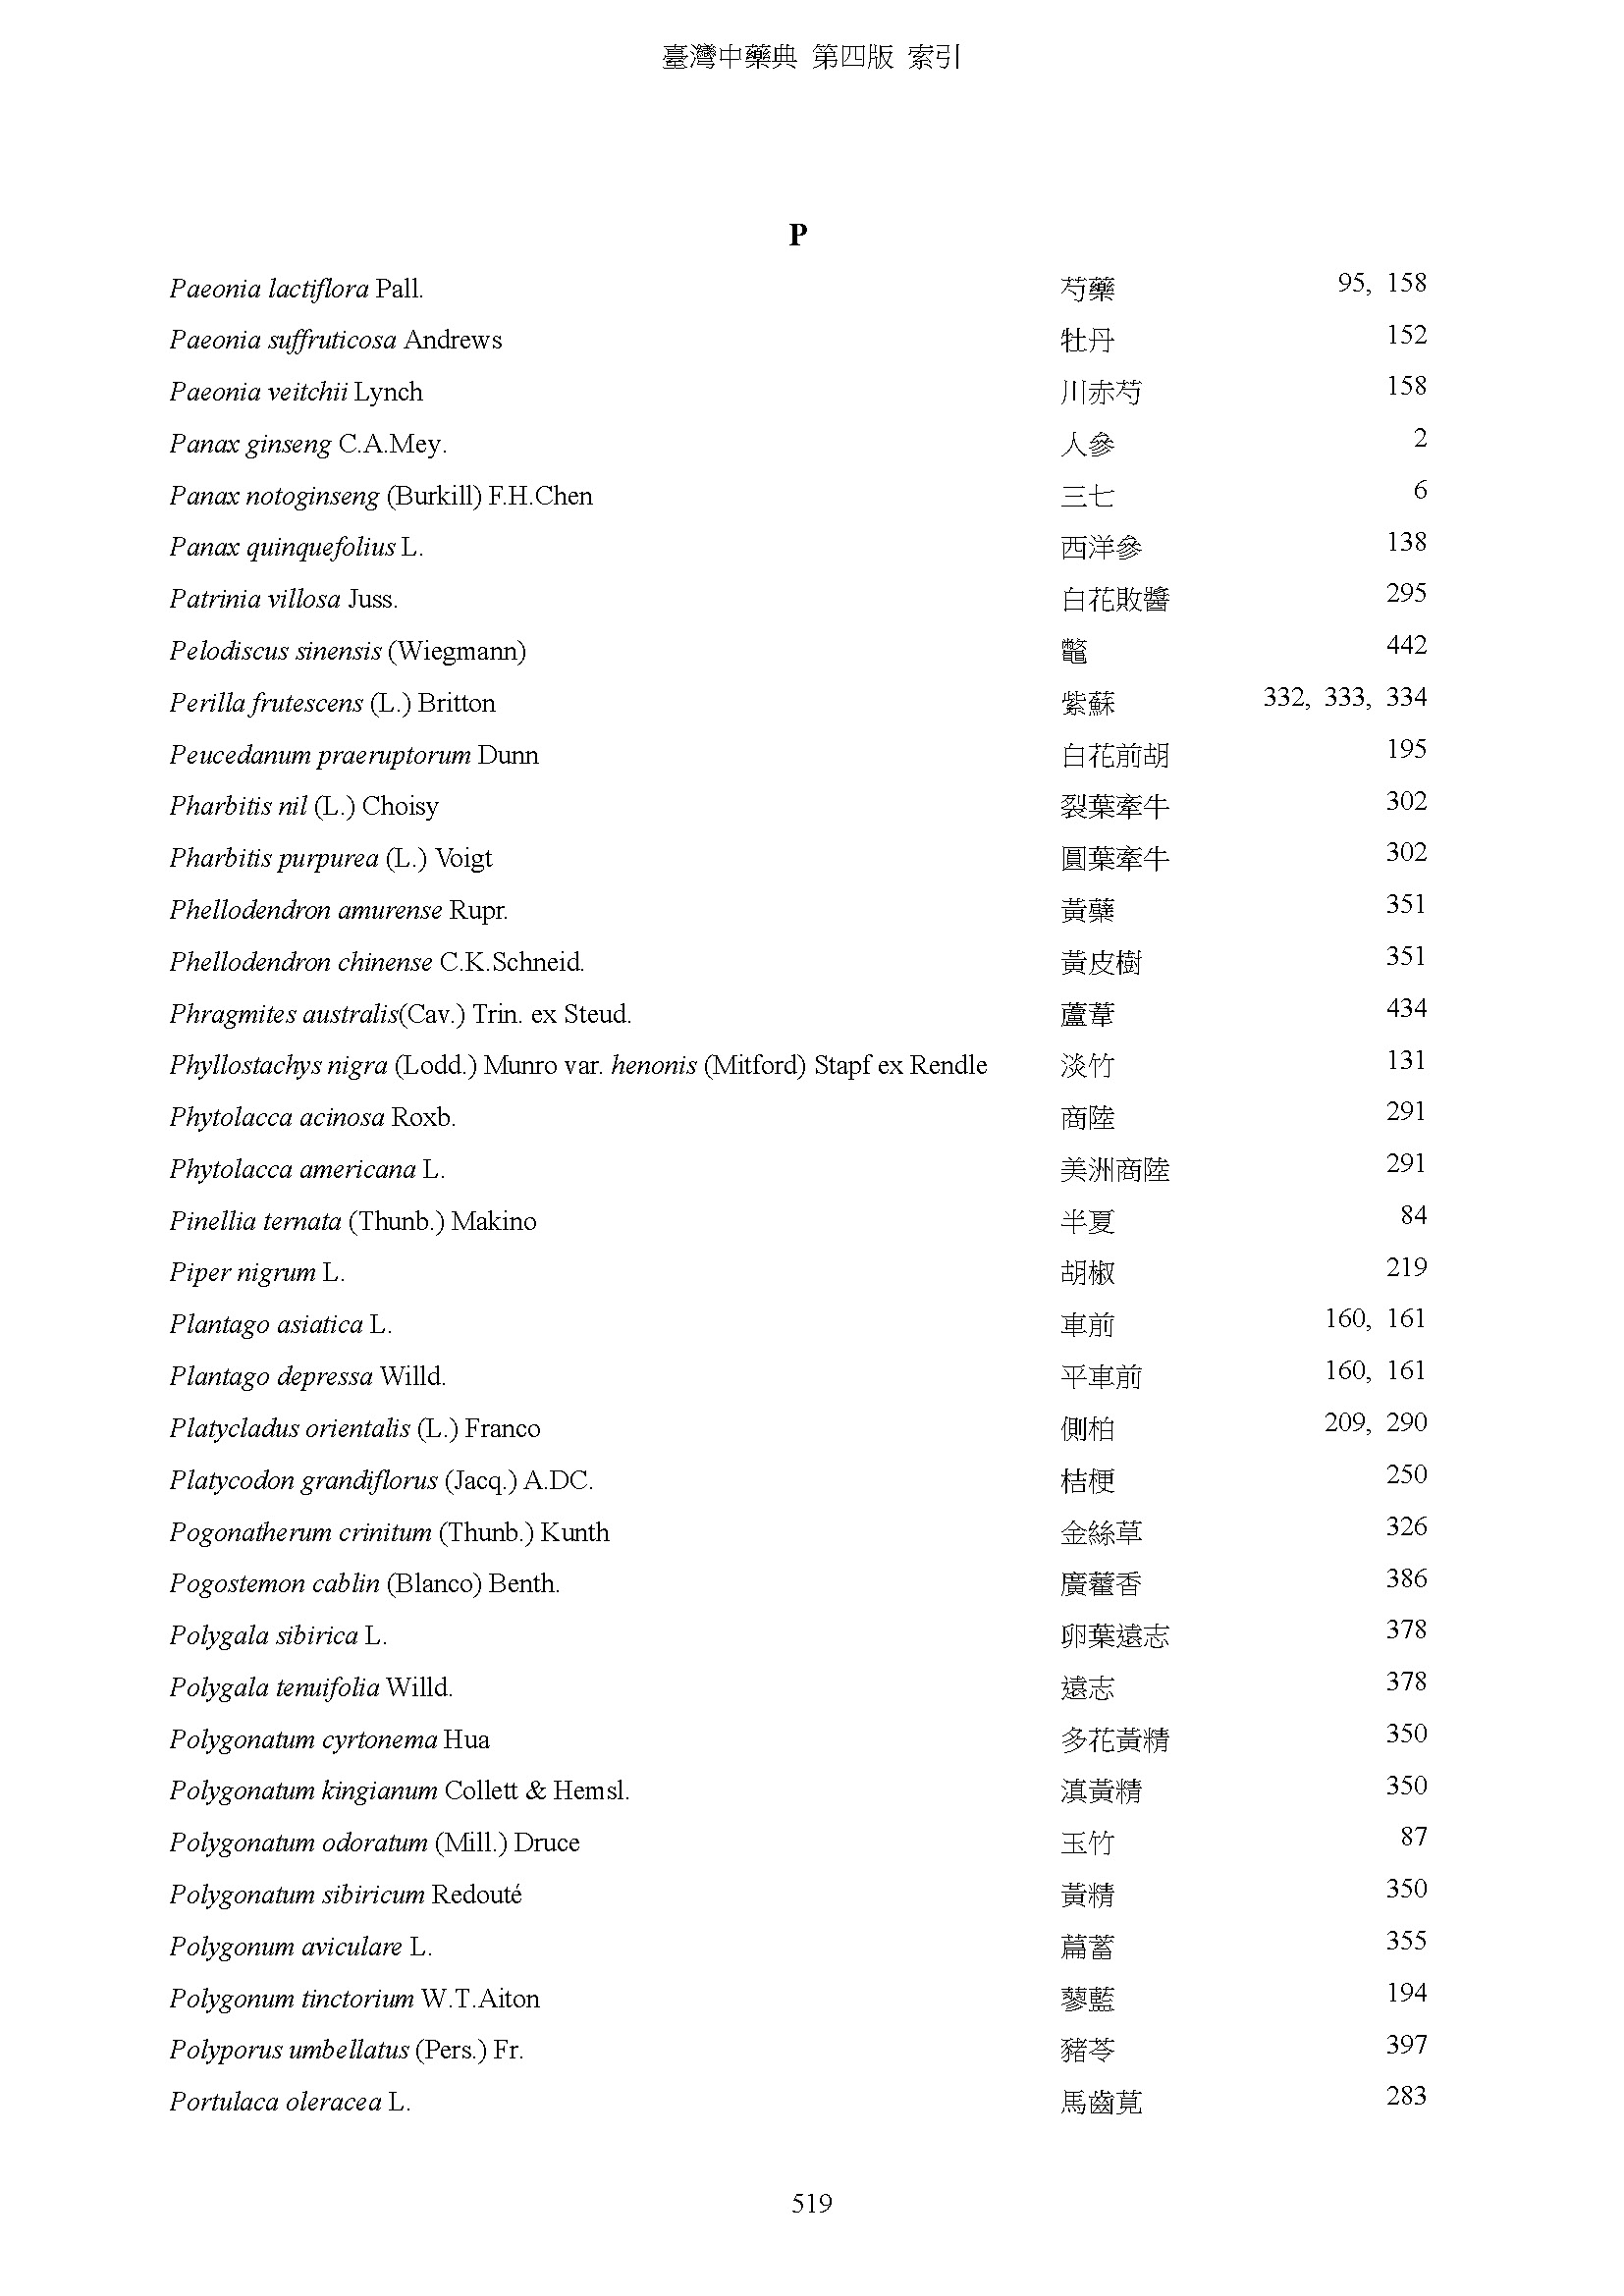 臺灣中藥典 第四版 索引
P
Paeonia lactiflora Pall. 芍藥 95, 158
Paeonia suffruticosa Andrews 牡丹 152
Paeonia veitchii Lynch 川赤芍 158
Panax ginseng C.A.Mey. 人參 2
Panax notoginseng (Burkill) F.H.Chen 三七 6
Panax quinquefolius L. 西洋參 138
Patrinia villosa Juss. 白花敗醬 295
Pelodiscus sinensis (Wiegmann) 鼈 442
Perilla frutescens (L.) Britton 紫蘇 332, 333, 334
Peucedanum praeruptorum Dunn 白花前胡 195
Pharbitis nil (L.) Choisy 裂葉牽牛 302
Pharbitis purpurea (L.) Voigt 圓葉牽牛 302
Phellodendron amurense Rupr. 黃蘗 351
Phellodendron chinense C.K.Schneid. 黃皮樹 351
Phragmites australis(Cav.) Trin. ex Steud. 蘆葦 434
Phyllostachys nigra (Lodd.) Munro var. henonis (Mitford) Stapf ex Rendle 淡竹 131
Phytolacca acinosa Roxb. 商陸 291
Phytolacca americana L. 美洲商陸 291
Pinellia ternata (Thunb.) Makino 半夏 84
Piper nigrum L. 胡椒 219
Plantago asiatica L. 車前 160, 161
Plantago depressa Willd. 平車前 160, 161
Platycladus orientalis (L.) Franco 側柏 209, 290
Platycodon grandiflorus (Jacq.) A.DC. 桔梗 250
Pogonatherum crinitum (Thunb.) Kunth 金絲草 326
Pogostemon cablin (Blanco) Benth. 廣藿香 386
Polygala sibirica L. 卵葉遠志 378
Polygala tenuifolia Willd. 遠志 378
Polygonatum cyrtonema Hua 多花黃精 350
Polygonatum kingianum Collett & Hemsl. 滇黃精 350
Polygonatum odoratum (Mill.) Druce 玉竹 87
Polygonatum sibiricum Redouté 黃精 350
Polygonum aviculare L. 萹蓄 355
Polygonum tinctorium W.T.Aiton 蓼藍 194
Polyporus umbellatus (Pers.) Fr. 豬苓 397
Portulaca oleracea L. 馬齒莧 283
519